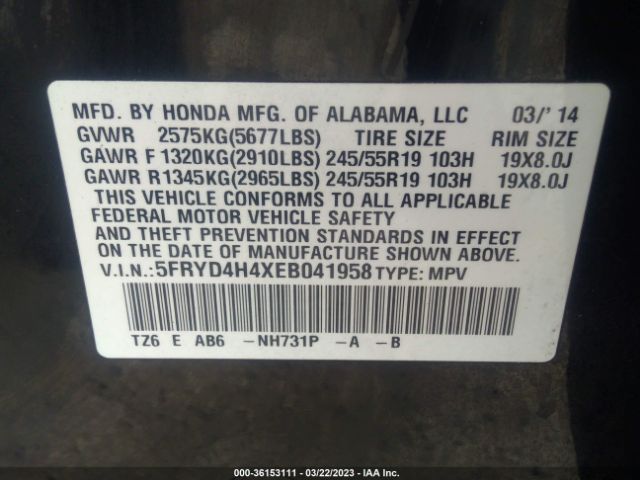 MFD. BY HONDA MFG. OF ALABAMA, LLC 03/' 14
GVWR 2575KG(5677LBS) TIRE SIZE RIM SIZE
GAWR F 1320KG(2910LBS) 245/55R19 103H 19X8.0J
GAWR R1345KG(2965LBS) 245/55R19 103H 19X8.0J
THIS VEHICLE CONFORMS TO ALL APPLICABLE
FEDERAL MOTOR VEHICLE SAFETY
AND THEFT PREVENTION STANDARDS IN EFFECT
ON THE DATE OF MANUFACTURE SHOWN ABOVE.
V.I.N.:5FRYD4H4XEB041958 TYPE: MPV
TZ6 E AB6 -NH731P -A -B
000-36153111 - 03/22/2023 - IAAI